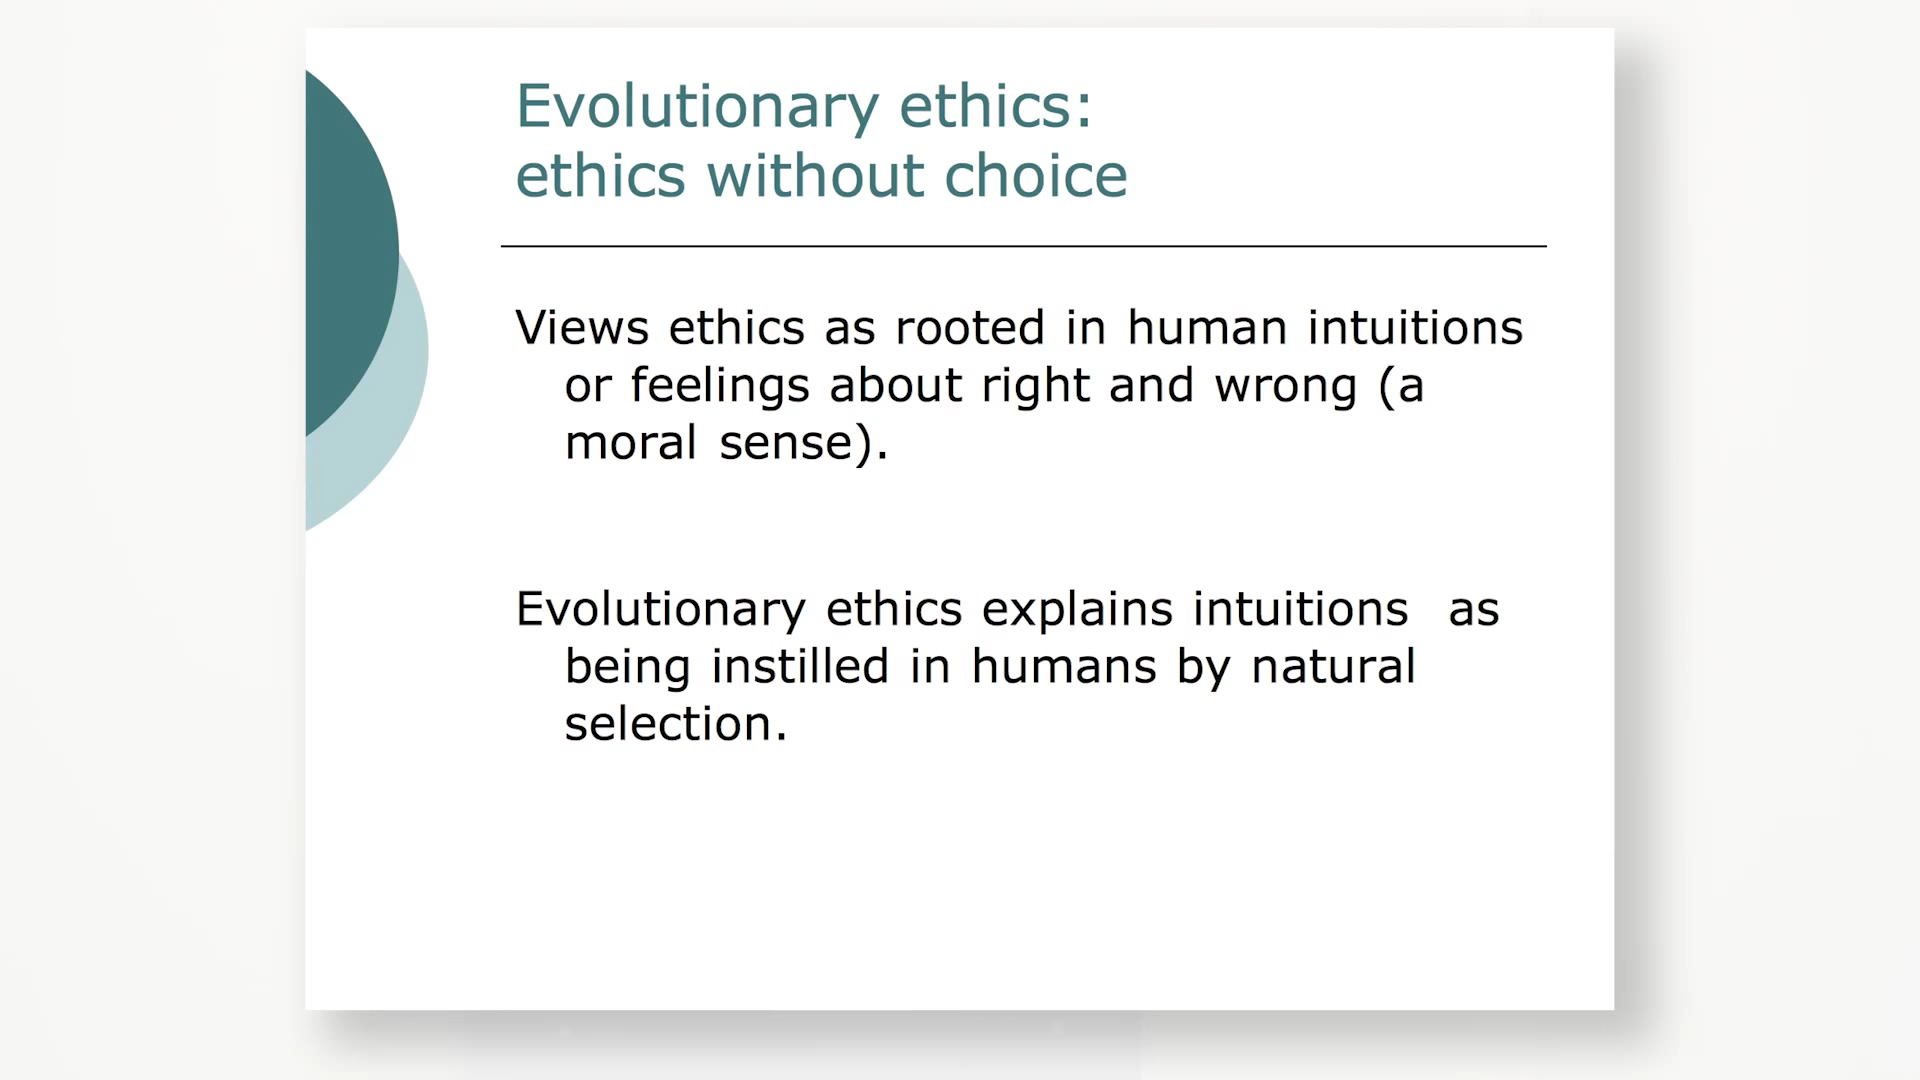 Evolutionary ethics:
ethics without choice
Views ethics as rooted in human intuitions
or feelings about right and wrong (a
moral sense).
Evolutionary ethics explains intuitions  as
being instilled in humans by natural
selection.